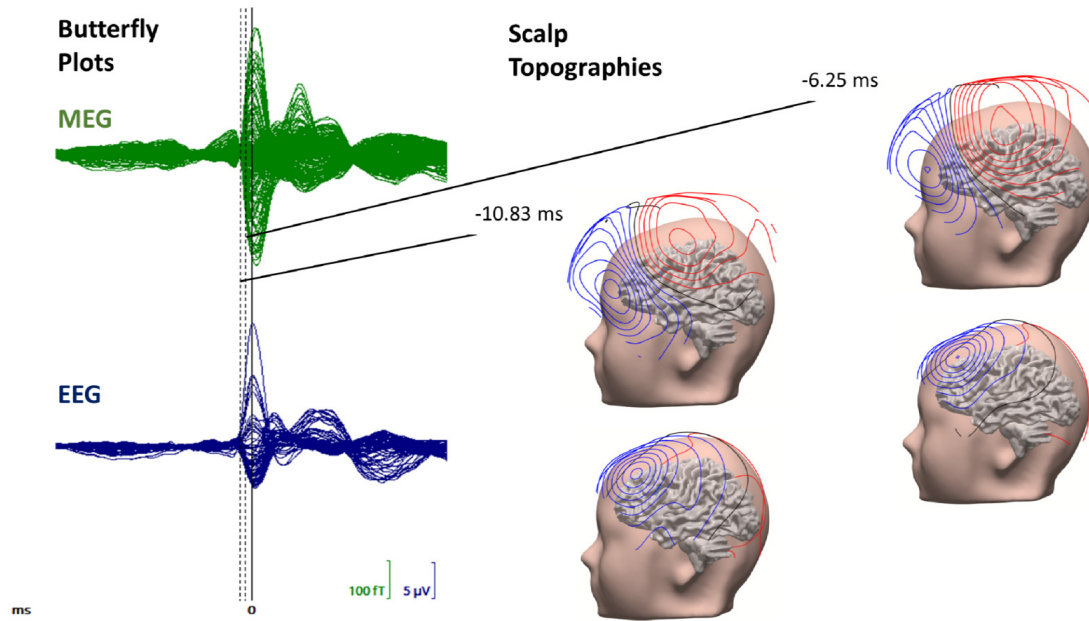 Butterfly
Plots
MEG
EEG
100 fT
5 µV
ms
0
Scalp
Topographies
-6.25 ms
-10.83 ms